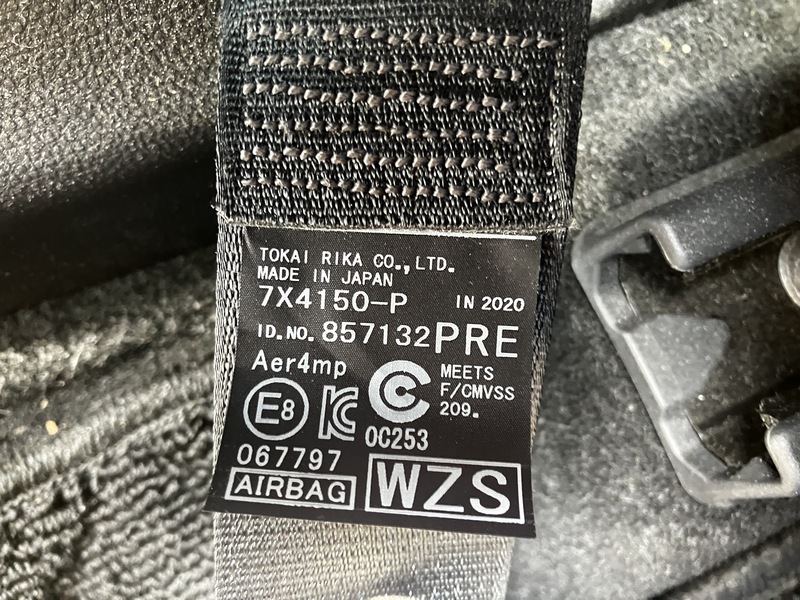 TOKAI RIKA CO.,LTD.
MADE IN JAPAN
7X4150-P IN 2020
ID.NO. 857132PRE
Aer4mp
MEETS
F/CMVSS
209.
E8
KC
0C253
067797
AIRBAG
WZS